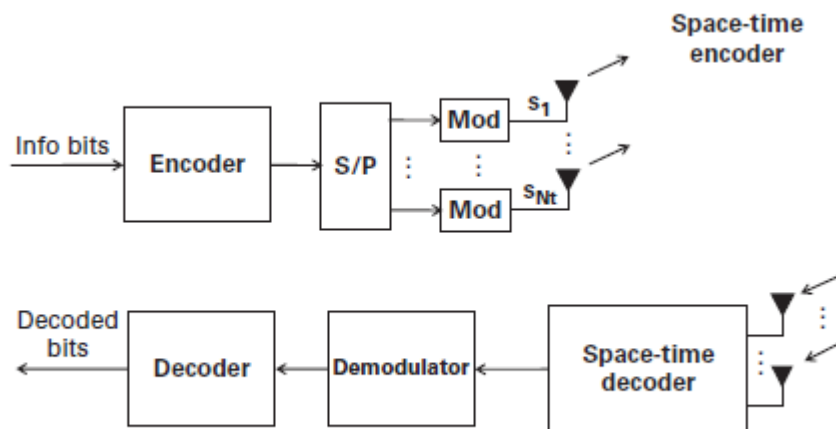 Space-time
encoder
Info bits
Encoder
S/P
Mod
s1
⋮
⋮
⋮
Mod
sNt
Decoded
bits
Decoder
Demodulator
Space-time
decoder
⋮
⋮